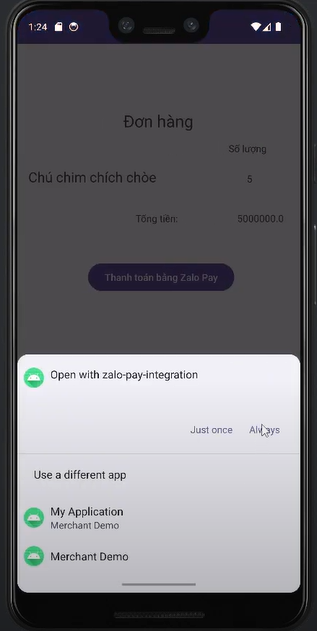 1:24
Đơn hàng
Số lượng
Chú chim chích chòe 5
Tổng tiền: 5000000.0
Thanh toán bằng Zalo Pay
Open with zalo-pay-integration
Just once Always
Use a different app
My Application
Merchant Demo
Merchant Demo